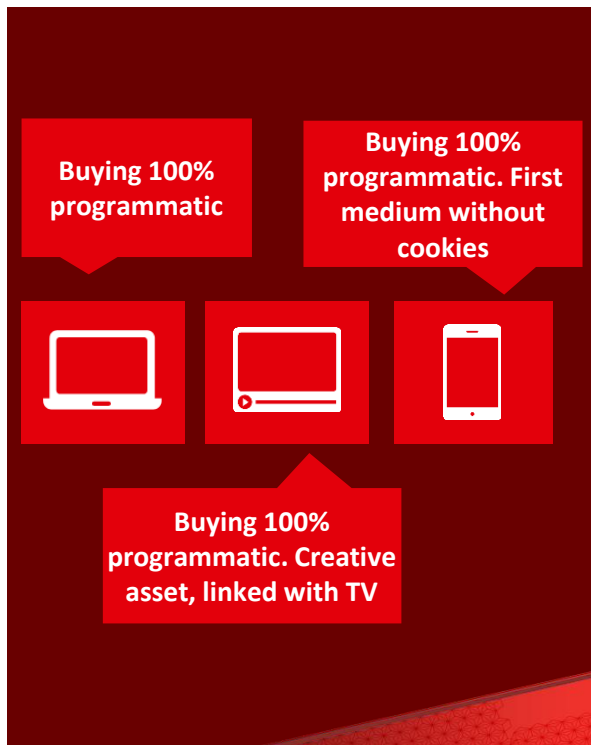 Buying 100%
programmatic
Buying 100%
programmatic. First
medium without
cookies
Buying 100%
programmatic. Creative
asset, linked with TV